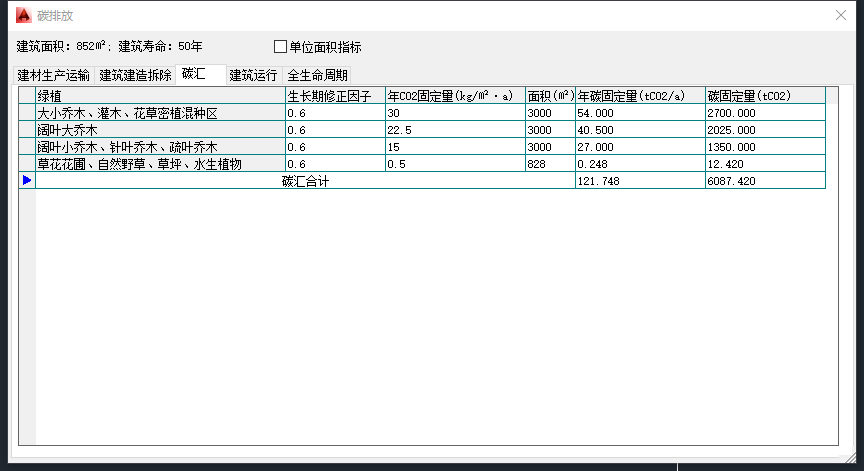 碳排放
建筑面积：852㎡；建筑寿命：50年 单位面积指标
建材生产运输 建筑建造拆除 碳汇 建筑运行 全生命周期
绿植 生长期修正因子 年CO2固定量(kg/㎡·a) 面积(㎡) 年碳固定量(tCO2/a) 碳固定量(tCO2)
大小乔木、灌木、花草密植混种区 0.6 30 3000 54.000 2700.000
阔叶大乔木 0.6 22.5 3000 40.500 2025.000
阔叶小乔木、针叶乔木、疏叶乔木 0.6 15 3000 27.000 1350.000
草花花圃、自然野草、草坪、水生植物 0.6 0.5 828 0.248 12.420
碳汇合计 121.748 6087.420